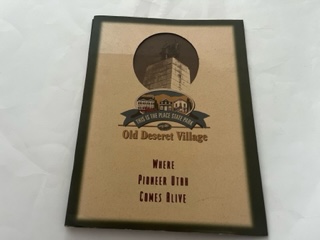 THIS IS THE PLACE STATE PARK
Old Deseret Village
WHERE
PIONEER UTAH
COMES ALIVE